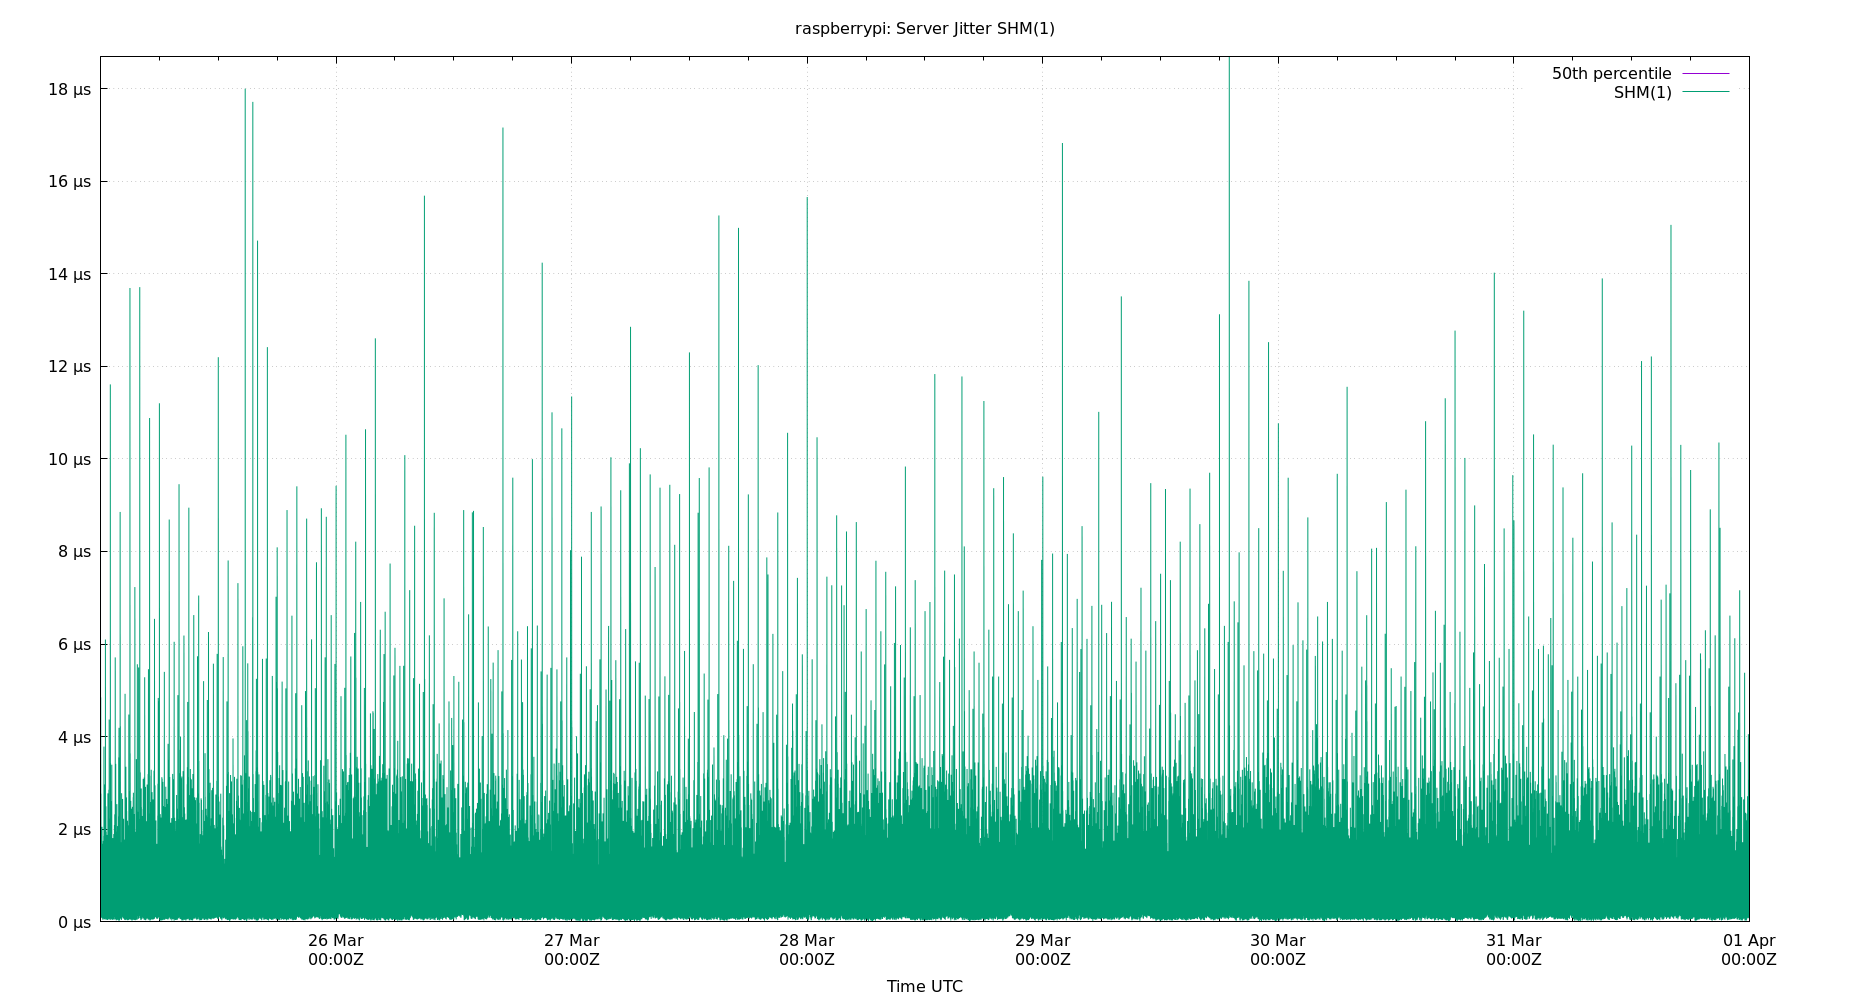 raspberrypi: Server Jitter SHM(1)
50th percentile
SHM(1)
18 µs
16 µs
14 µs
12 µs
10 µs
8 µs
6 µs
4 µs
2 µs
0 µs
26 Mar 27 Mar 28 Mar 29 Mar 30 Mar 31 Mar 01 Apr
00:00Z 00:00Z 00:00Z 00:00Z 00:00Z 00:00Z 00:00Z
Time UTC